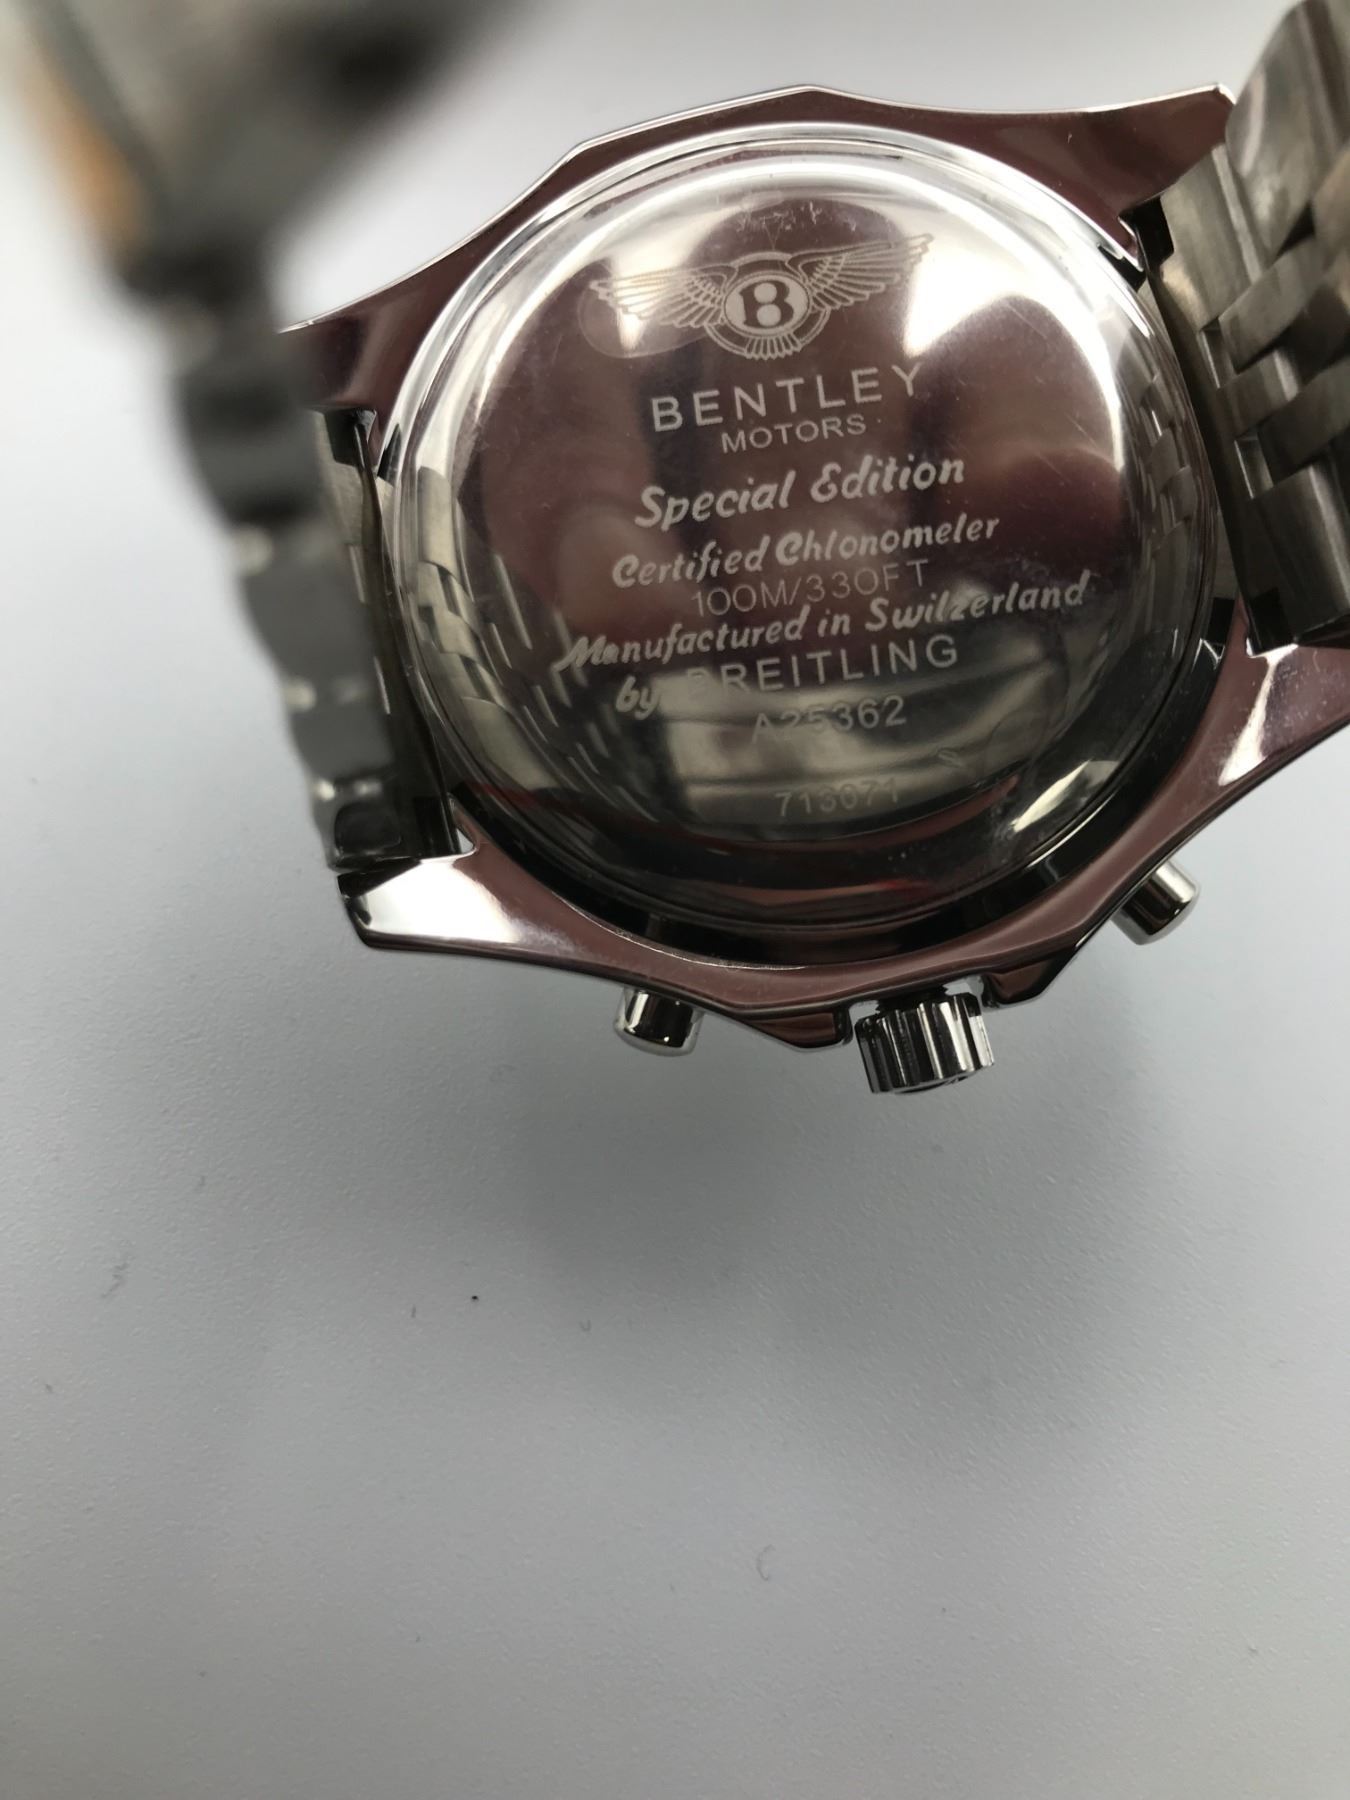 B
BENTLEY
MOTORS
Special Edition
Certified Chlonomeler
100M/330FT
Manufactured in Swilzerland
by BREITLING
A25362
713071